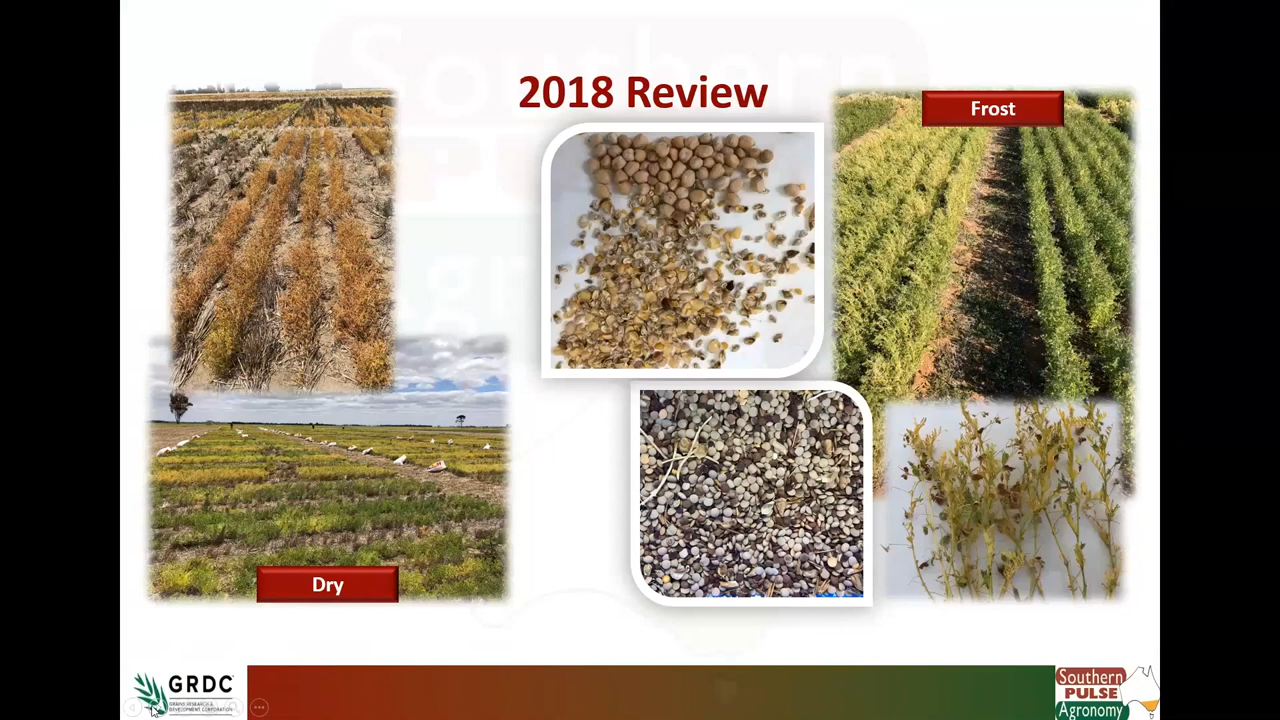 2018 Review
Frost
Dry
GRDC
GRAINS RESEARCH &
DEVELOPMENT CORPORATION
Southern
PULSE
Agronomy